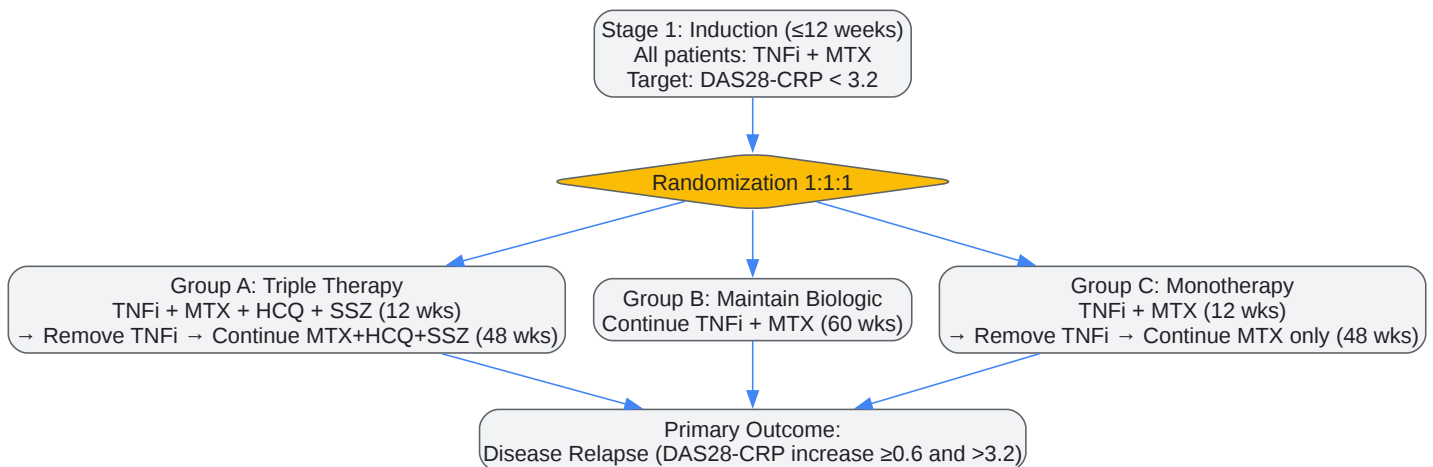 Stage 1: Induction (≤12 weeks)
All patients: TNFi + MTX
Target: DAS28-CRP < 3.2
Randomization 1:1:1
Group A: Triple Therapy
TNFi + MTX + HCQ + SSZ (12 wks)
→ Remove TNFi → Continue MTX+HCQ+SSZ (48 wks)
Group B: Maintain Biologic
Continue TNFi + MTX (60 wks)
Group C: Monotherapy
TNFi + MTX (12 wks)
→ Remove TNFi → Continue MTX only (48 wks)
Primary Outcome:
Disease Relapse (DAS28-CRP increase ≥0.6 and >3.2)